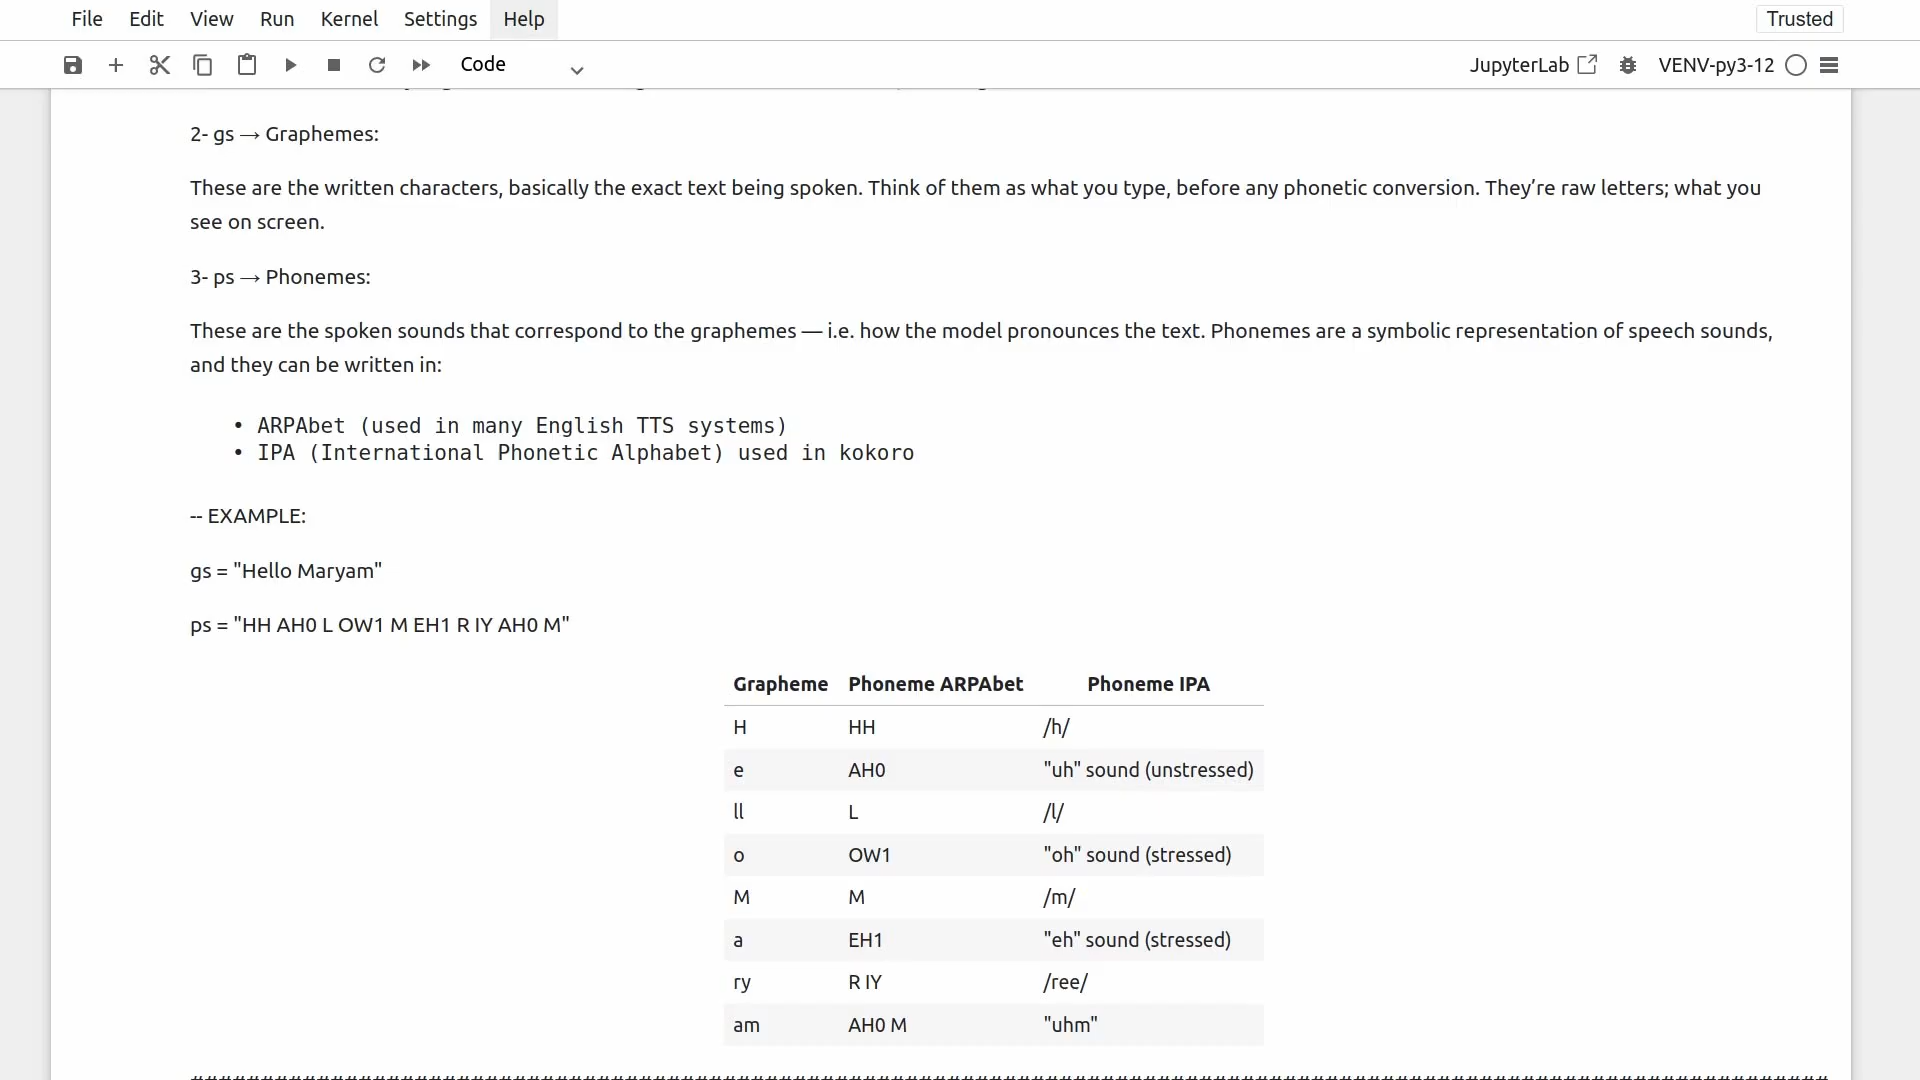 File Edit View Run Kernel Settings Help Trusted
Code JupyterLab VENV-py3-12
2- gs → Graphemes:
These are the written characters, basically the exact text being spoken. Think of them as what you type, before any phonetic conversion. They’re raw letters; what you
see on screen.
3- ps → Phonemes:
These are the spoken sounds that correspond to the graphemes — i.e. how the model pronounces the text. Phonemes are a symbolic representation of speech sounds,
and they can be written in:
• ARPAbet (used in many English TTS systems)
• IPA (International Phonetic Alphabet) used in kokoro
-- EXAMPLE:
gs = "Hello Maryam"
ps = "HH AH0 L OW1 M EH1 R IY AH0 M"
Grapheme Phoneme ARPAbet Phoneme IPA
H HH /h/
e AH0 "uh" sound (unstressed)
ll L /l/
o OW1 "oh" sound (stressed)
M M /m/
a EH1 "eh" sound (stressed)
ry R IY /ree/
am AH0 M "uhm"